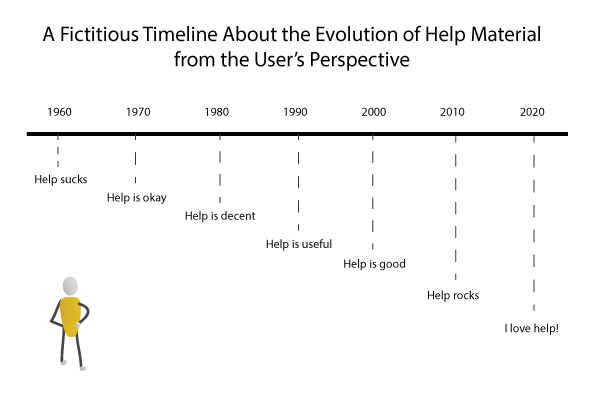 A Fictitious Timeline About the Evolution of Help Material
from the User's Perspective
1960 1970 1980 1990 2000 2010 2020
Help sucks
Help is okay
Help is decent
Help is useful
Help is good
Help rocks
I love help!